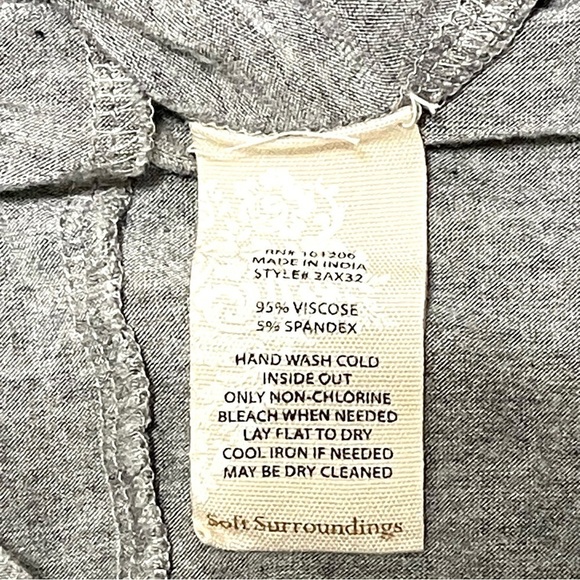 RN# 161206
MADE IN INDIA
STYLE# 3AX32
95% VISCOSE
5% SPANDEX
HAND WASH COLD
INSIDE OUT
ONLY NON-CHLORINE
BLEACH WHEN NEEDED
LAY FLAT TO DRY
COOL IRON IF NEEDED
MAY BE DRY CLEANED
Soft Surroundings